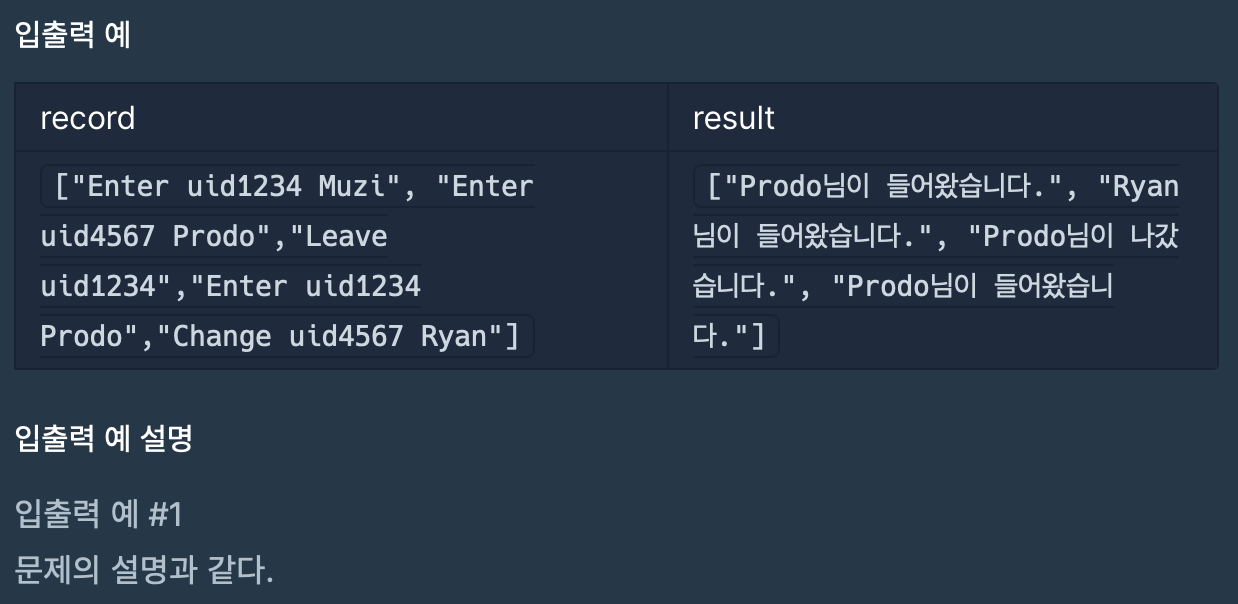 입출력 예
record
result
["Enter uid1234 Muzi", "Enter
uid4567 Prodo","Leave
uid1234","Enter uid1234
Prodo","Change uid4567 Ryan"]
["Prodo님이 들어왔습니다.", "Ryan
님이 들어왔습니다.", "Prodo님이 나갔
습니다.", "Prodo님이 들어왔습니
다."]
입출력 예 설명
입출력 예 #1
문제의 설명과 같다.